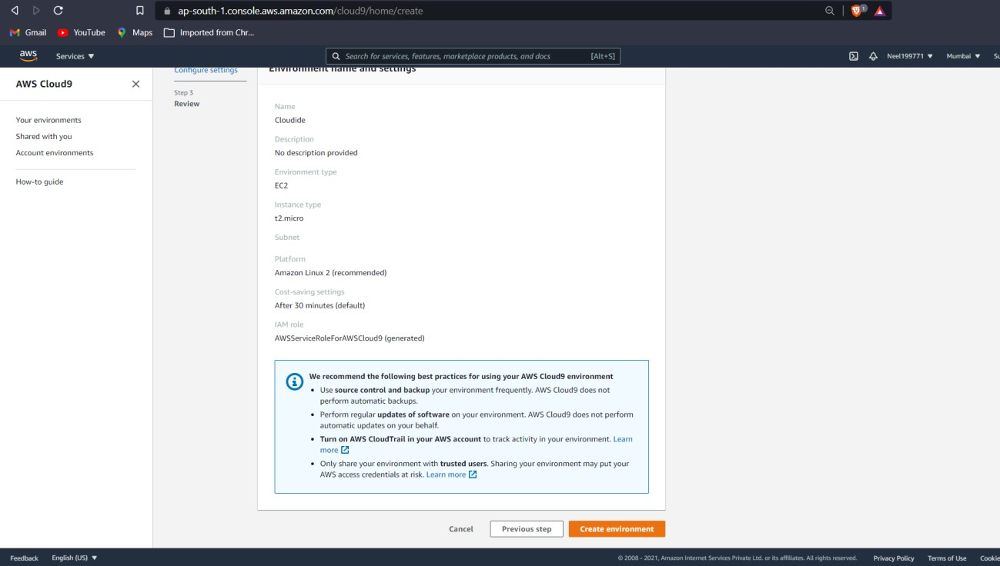 ap-south-1.console.aws.amazon.com/cloud9/home/create
1
Gmail
YouTube
Maps
Imported from Chr...
aws
Services
Search for services, features, marketplace products, and docs
[Alt+S]
Neel199771
Mumbai
AWS Cloud9
Your environments
Shared with you
Account environments
How-to guide
Configure settings
Step 3
Review
Environment name and settings
Name
Cloudide
Description
No description provided
Environment type
EC2
Instance type
t2.micro
Subnet
Platform
Amazon Linux 2 (recommended)
Cost-saving settings
After 30 minutes (default)
IAM role
AWSServiceRoleForAWSCloud9 (generated)
We recommend the following best practices for using your AWS Cloud9 environment
• Use source control and backup your environment frequently. AWS Cloud9 does not
perform automatic backups.
• Perform regular updates of software on your environment. AWS Cloud9 does not perform
automatic updates on your behalf.
• Turn on AWS CloudTrail in your AWS account to track activity in your environment. Learn
more
• Only share your environment with trusted users. Sharing your environment may put your
AWS access credentials at risk. Learn more
Cancel
Previous step
Create environment
Feedback
English (US)
© 2008 - 2021, Amazon Internet Services Private Ltd. or its affiliates. All rights reserved.
Privacy Policy
Terms of Use
Cookie